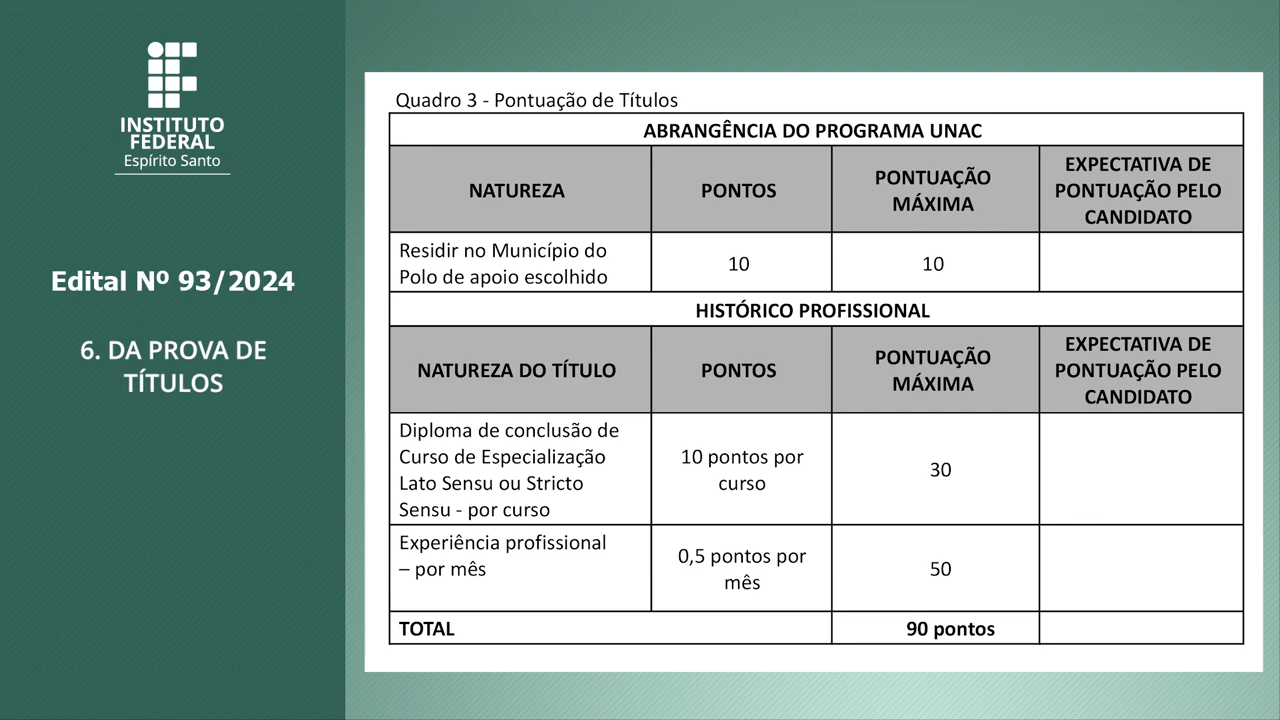 INSTITUTO
FEDERAL
Espírito Santo
Edital Nº 93/2024
6. DA PROVA DE
TÍTULOS
Quadro 3 - Pontuação de Títulos
ABRANGÊNCIA DO PROGRAMA UNAC
NATUREZA
PONTOS
PONTUAÇÃO
MÁXIMA
EXPECTATIVA DE
PONTUAÇÃO PELO
CANDIDATO
Residir no Município do
Polo de apoio escolhido
10
10
HISTÓRICO PROFISSIONAL
NATUREZA DO TÍTULO
PONTOS
PONTUAÇÃO
MÁXIMA
EXPECTATIVA DE
PONTUAÇÃO PELO
CANDIDATO
Diploma de conclusão de
Curso de Especialização
Lato Sensu ou Stricto
Sensu - por curso
10 pontos por
curso
30
Experiência profissional
– por mês
0,5 pontos por
mês
50
TOTAL
90 pontos